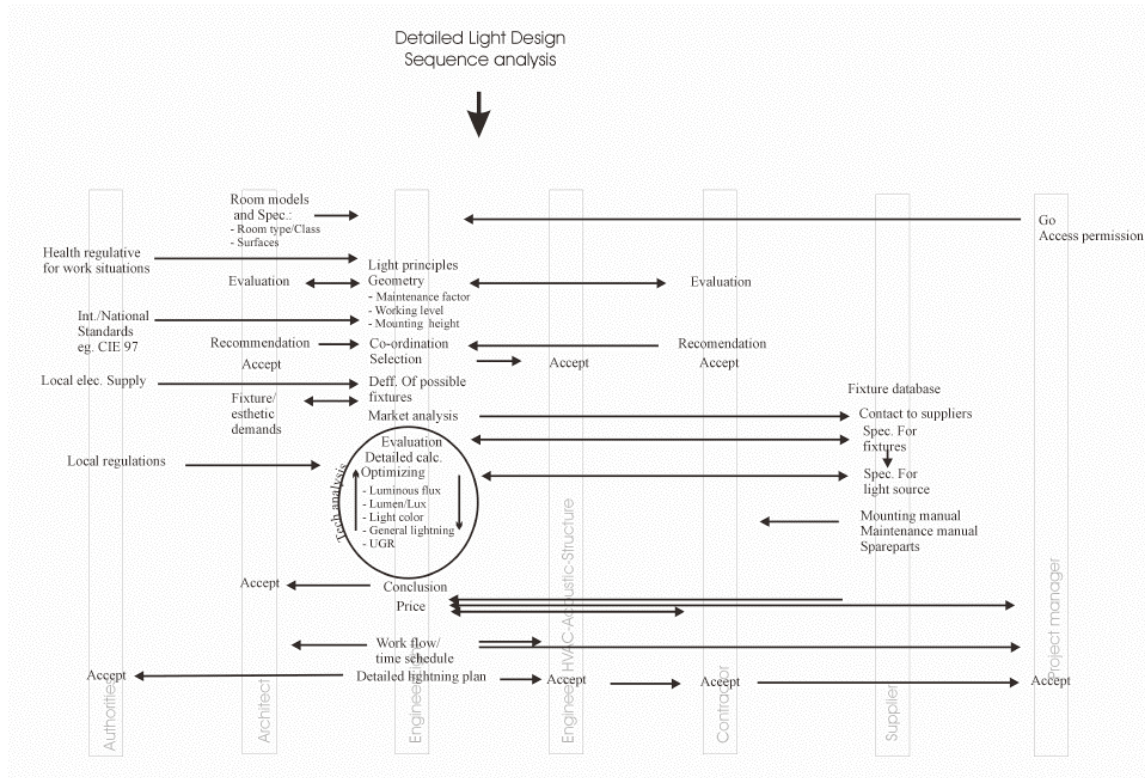 Detailed Light Design
Sequence analysis
Room models
and Spec.:
- Room type/Class
- Surfaces
Go
Access permission
Health regulative
for work situations
Light principles
Evaluation
Geometry
Evaluation
- Maintenance factor
- Working level
- Mounting height
Int./National
Standards
eg. CIE 97
Recommendation
Co-ordination
Recomendation
Accept
Selection
Accept
Accept
Local elec. Supply
Deff. Of possible
fixtures
Fixture database
Fixture/
esthetic
demands
Market analysis
Contact to suppliers
Evaluation
Spec. For
fixtures
Local regulations
Detailed calc.
Optimizing
Spec. For
light source
Tech analysis
- Luminous flux
- Lumen/Lux
- Light color
- General lightning
- UGR
Mounting manual
Maintenance manual
Spareparts
Accept
Conclusion
Price
Work flow/
time schedule
Accept
Detailed lightning plan
Accept
Accept
Accept
Authorities
Architect
Engineer
Engineer HVAC-Acoustic-Structure
Contractor
Supplier
Project manager